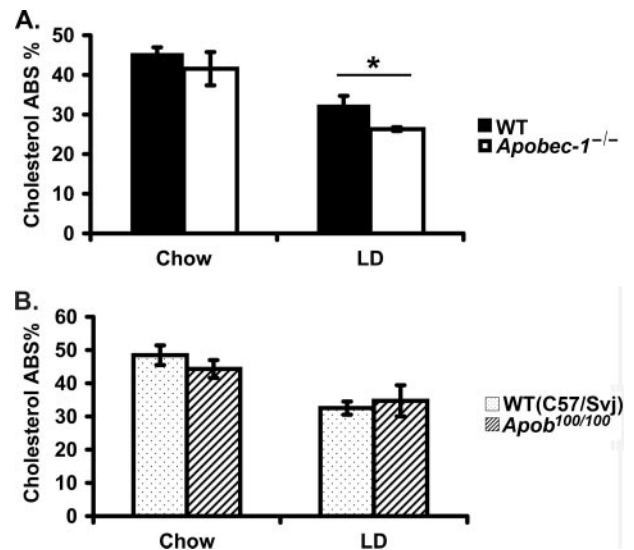 A.
Cholesterol ABS %
50
40
30
20
10
0
*
Chow
LD
WT
Apobec-1−/−
B.
Cholesterol ABS%
60
50
40
30
20
10
0
Chow
LD
WT(C57/Svj)
Apob100/100